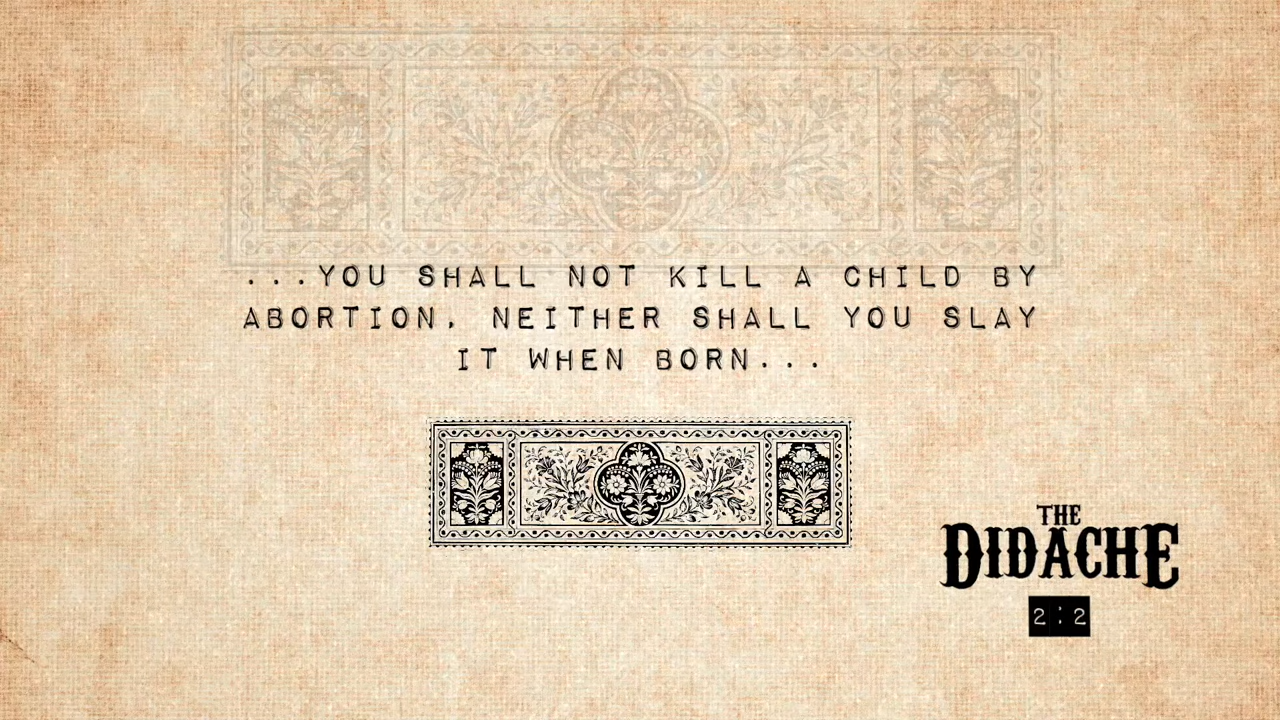 ...YOU SHALL NOT KILL A CHILD BY
ABORTION, NEITHER SHALL YOU SLAY
IT WHEN BORN...
THE
DIDACHE
2:2